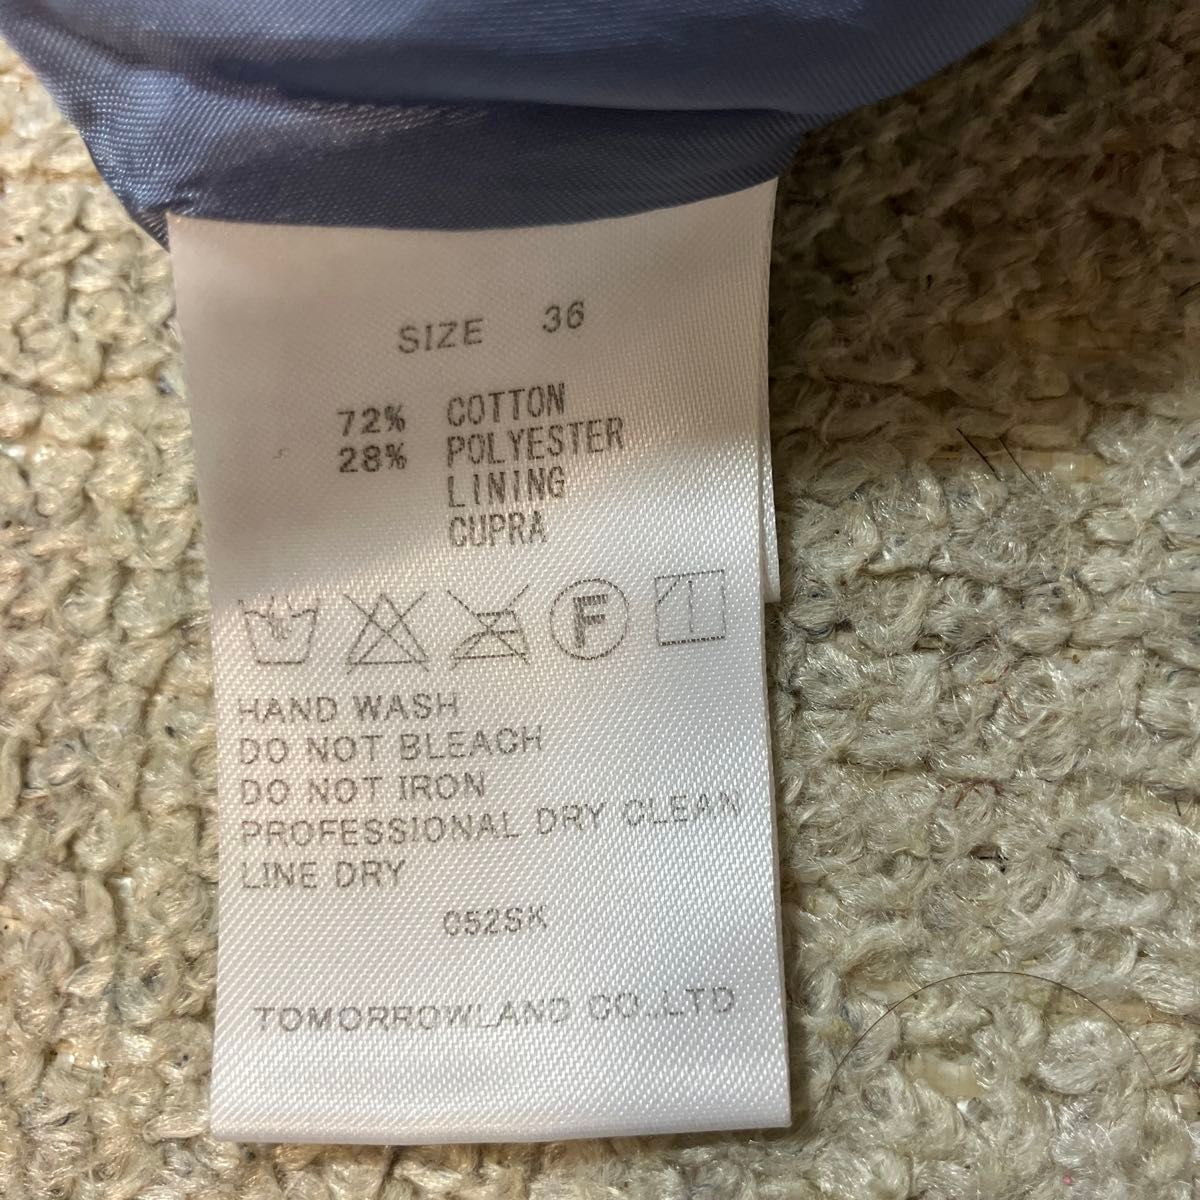 SIZE 36
72% COTTON
28% POLYESTER
LINING
CUPRA
F
HAND WASH
DO NOT BLEACH
DO NOT IRON
PROFESSIONAL DRY CLEAN
LINE DRY
052SK
TOMORROWLAND CO.,LTD